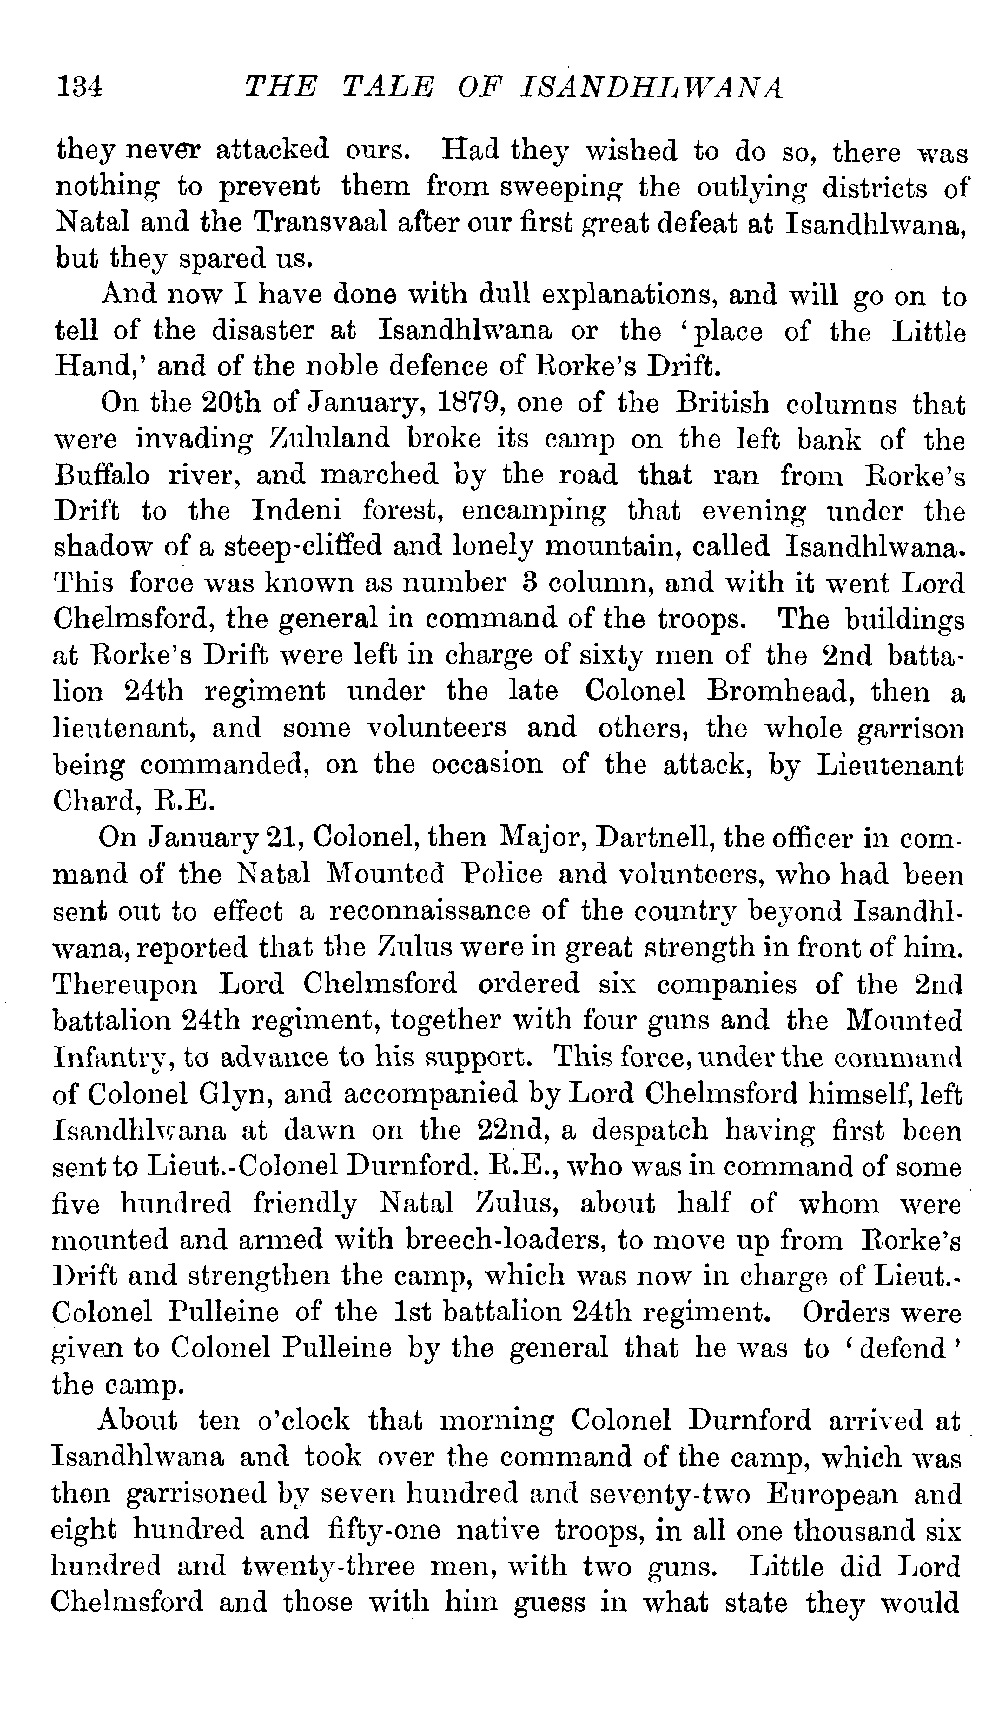 134 THE TALE OF ISANDHLWANA
they never attacked ours. Had they wished to do so, there was
nothing to prevent them from sweeping the outlying districts of
Natal and the Transvaal after our first great defeat at Isandhlwana,
but they spared us.
And now I have done with dull explanations, and will go on to
tell of the disaster at Isandhlwana or the ‘place of the Little
Hand,’ and of the noble defence of Rorke’s Drift.
On the 20th of January, 1879, one of the British columns that
were invading Zululand broke its camp on the left bank of the
Buffalo river, and marched by the road that ran from Rorke’s
Drift to the Indeni forest, encamping that evening under the
shadow of a steep-cliffed and lonely mountain, called Isandhlwana.
This force was known as number 3 column, and with it went Lord
Chelmsford, the general in command of the troops. The buildings
at Rorke’s Drift were left in charge of sixty men of the 2nd batta-
lion 24th regiment under the late Colonel Bromhead, then a
lieutenant, and some volunteers and others, the whole garrison
being commanded, on the occasion of the attack, by Lieutenant
Chard, R.E.
On January 21, Colonel, then Major, Dartnell, the officer in com-
mand of the Natal Mounted Police and volunteers, who had been
sent out to effect a reconnaissance of the country beyond Isandhl-
wana, reported that the Zulus were in great strength in front of him.
Thereupon Lord Chelmsford ordered six companies of the 2nd
battalion 24th regiment, together with four guns and the Mounted
Infantry, to advance to his support. This force, under the command
of Colonel Glyn, and accompanied by Lord Chelmsford himself, left
Isandhlwana at dawn on the 22nd, a despatch having first been
sent to Lieut.-Colonel Durnford. R.E., who was in command of some
five hundred friendly Natal Zulus, about half of whom were
mounted and armed with breech-loaders, to move up from Rorke’s
Drift and strengthen the camp, which was now in charge of Lieut.-
Colonel Pulleine of the 1st battalion 24th regiment. Orders were
given to Colonel Pulleine by the general that he was to ‘defend’
the camp.
About ten o’clock that morning Colonel Durnford arrived at
Isandhlwana and took over the command of the camp, which was
then garrisoned by seven hundred and seventy-two European and
eight hundred and fifty-one native troops, in all one thousand six
hundred and twenty-three men, with two guns. Little did Lord
Chelmsford and those with him guess in what state they would